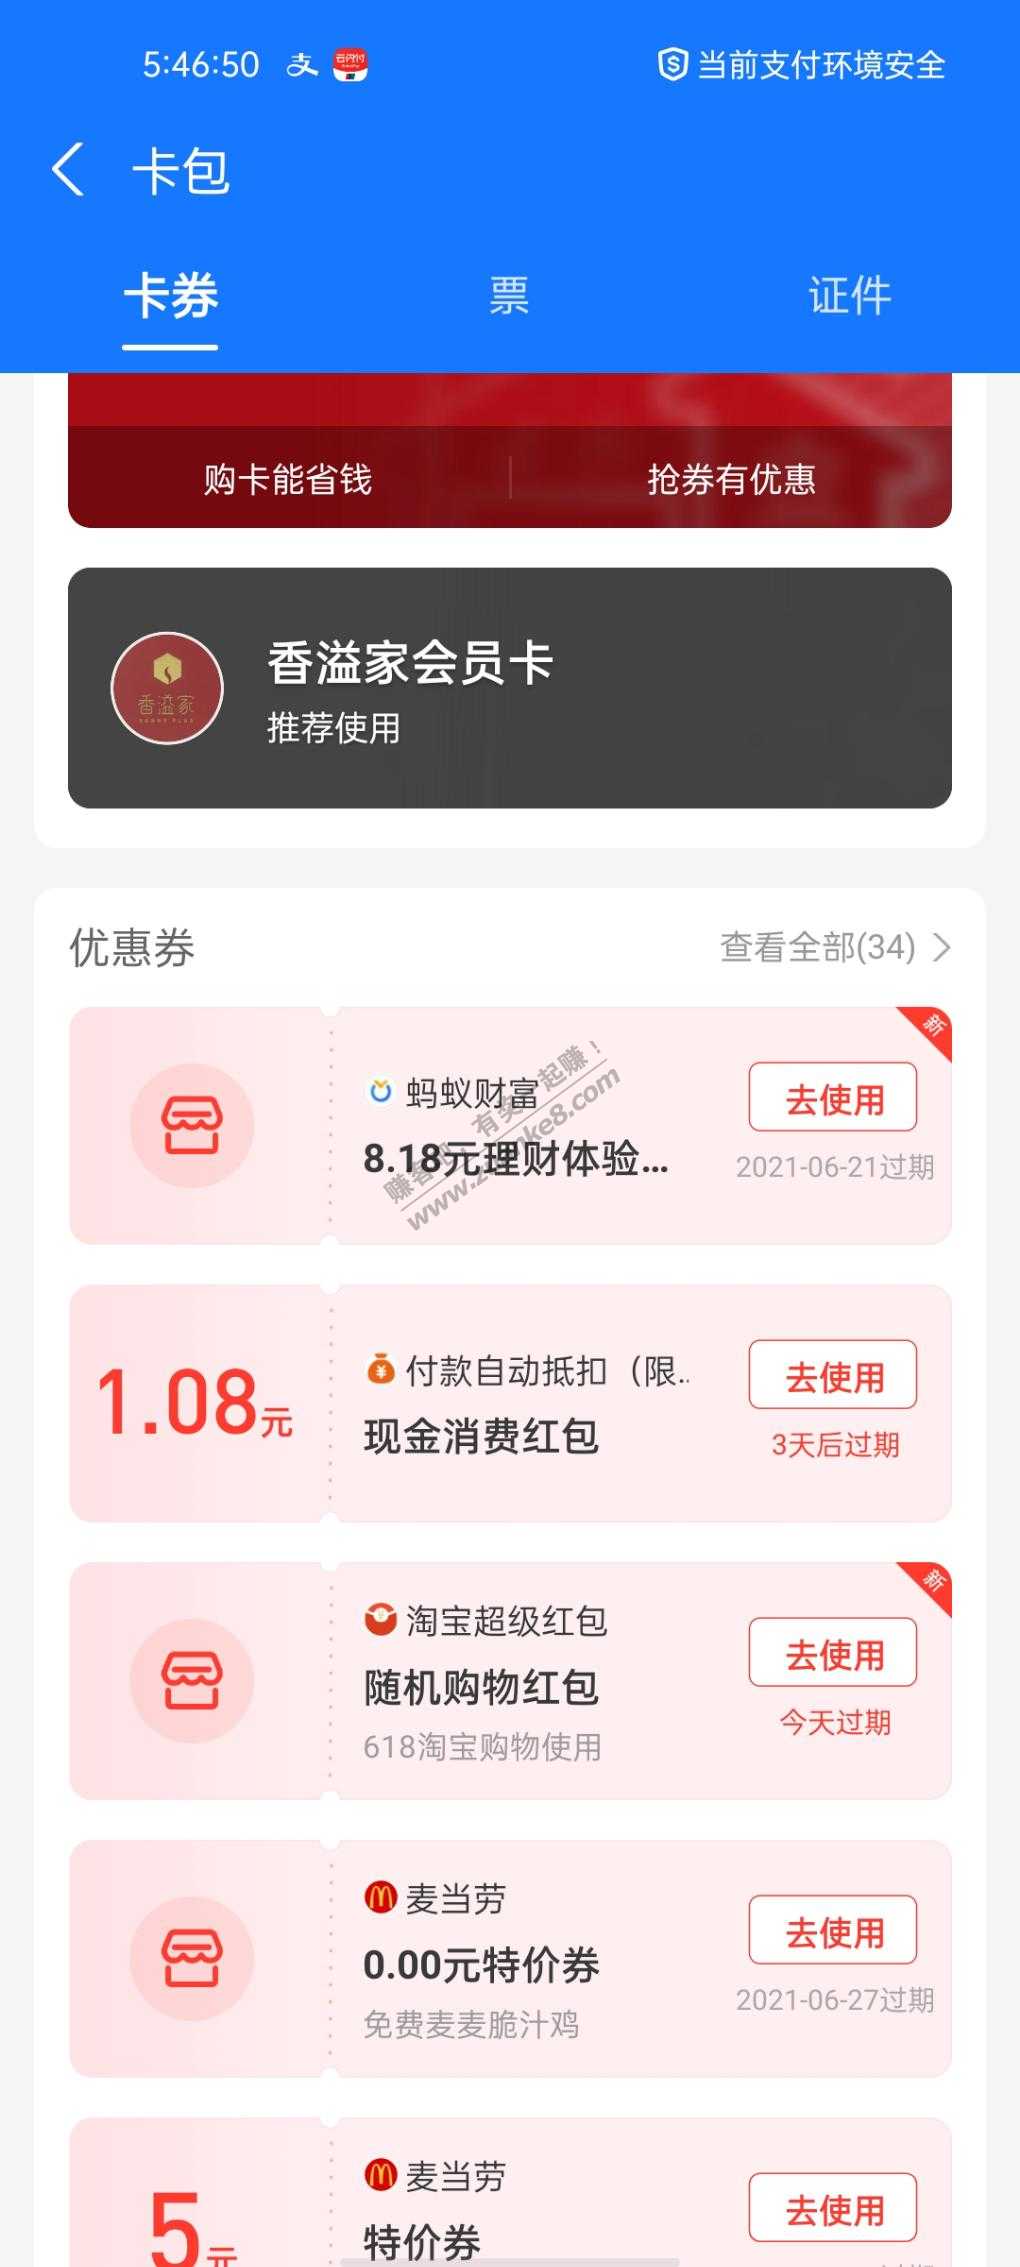 5:46:50 支 云闪付 当前支付环境安全
卡包
卡券 票 证件
购卡能省钱 抢券有优惠
香溢家会员卡
香溢家
推荐使用
优惠券 查看全部(34)
新
蚂蚁财富
去使用
8.18元理财体验...
2021-06-21过期
赚客吧，有奖一起赚！
www.zuanke8.com
付款自动抵扣（限..
去使用
1.08元
现金消费红包
3天后过期
新
淘宝超级红包
去使用
随机购物红包
今天过期
618淘宝购物使用
麦当劳
去使用
0.00元特价券
2021-06-27过期
免费麦麦脆汁鸡
麦当劳
去使用
5元
特价券